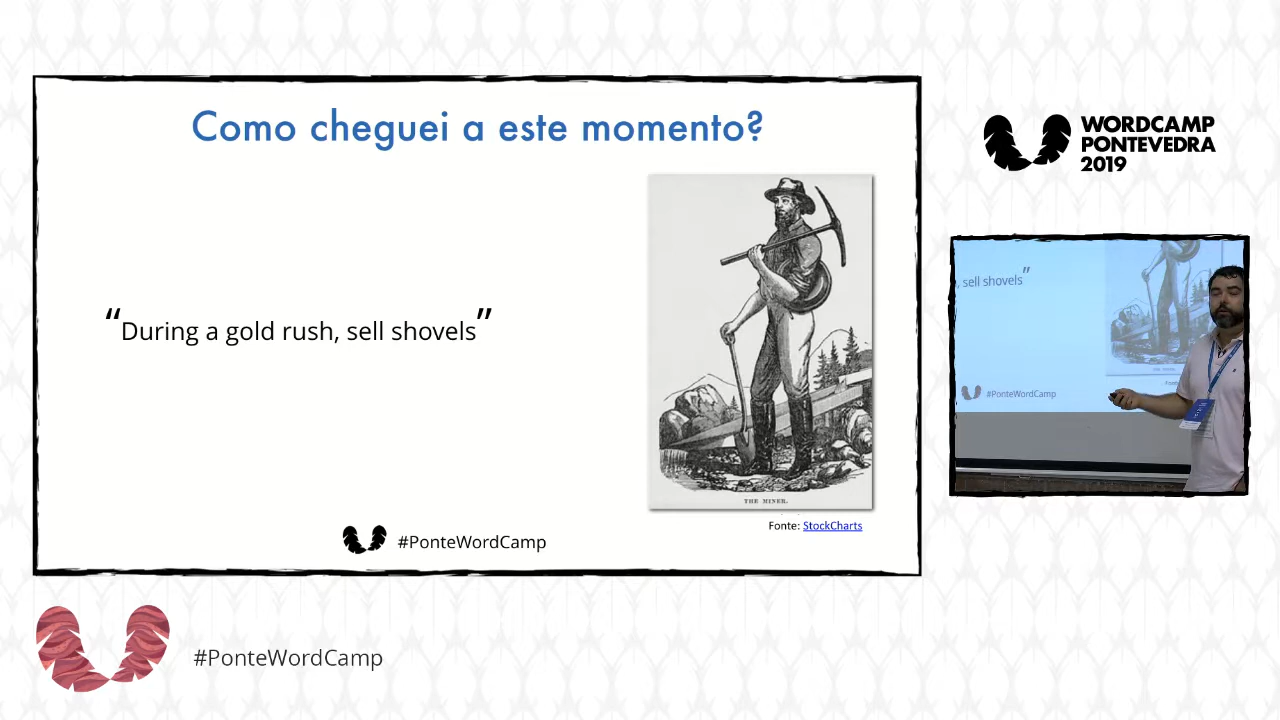 Como cheguei a este momento?
“During a gold rush, sell shovels”
THE MINER.
Fonte: StockCharts
#PonteWordCamp
WORDCAMP
PONTEVEDRA
2019
, sell shovels”
#PonteWordCamp
#PonteWordCamp